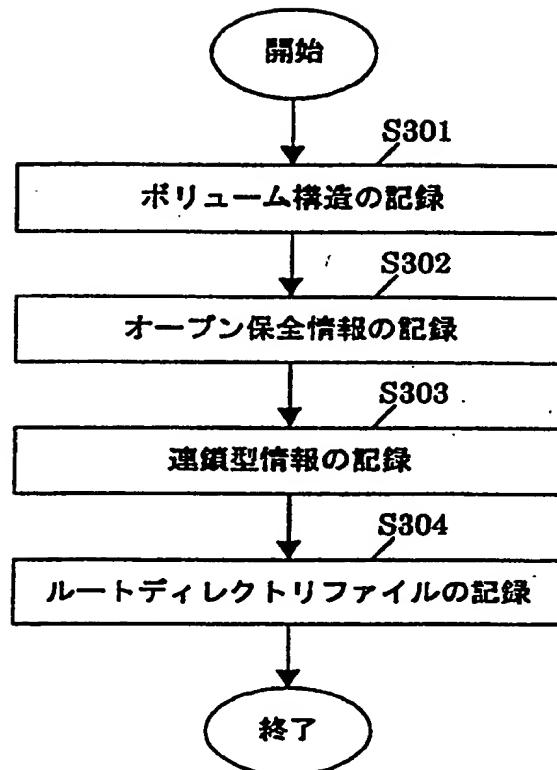 開始
S301
ボリューム構造の記録
S302
オープン保全情報の記録
S303
連鎖型情報の記録
S304
ルートディレクトリファイルの記録
終了